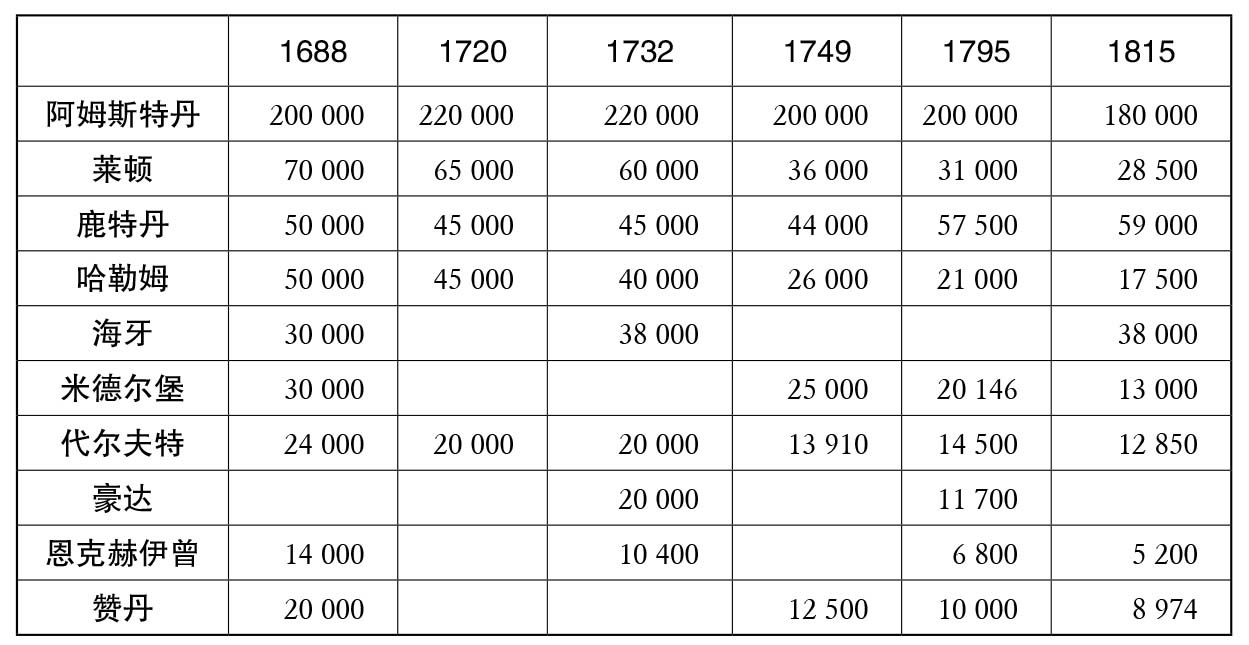 1688 1720 1732 1749 1795 1815
阿姆斯特丹 200 000 220 000 220 000 200 000 200 000 180 000
莱顿 70 000 65 000 60 000 36 000 31 000 28 500
鹿特丹 50 000 45 000 45 000 44 000 57 500 59 000
哈勒姆 50 000 45 000 40 000 26 000 21 000 17 500
海牙 30 000 38 000 38 000
米德尔堡 30 000 25 000 20 146 13 000
代尔夫特 24 000 20 000 20 000 13 910 14 500 12 850
豪达 20 000 11 700
恩克赫伊曾 14 000 10 400 6 800 5 200
赞丹 20 000 12 500 10 000 8 974